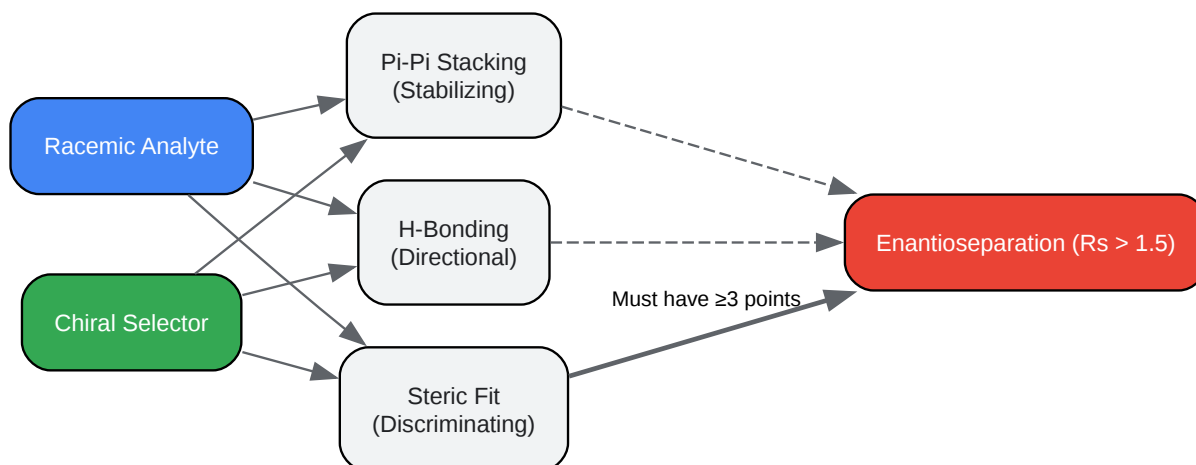 Pi-Pi Stacking
(Stabilizing)
Racemic Analyte
H-Bonding
(Directional)
Enantioseparation (Rs > 1.5)
Must have ≥3 points
Chiral Selector
Steric Fit
(Discriminating)